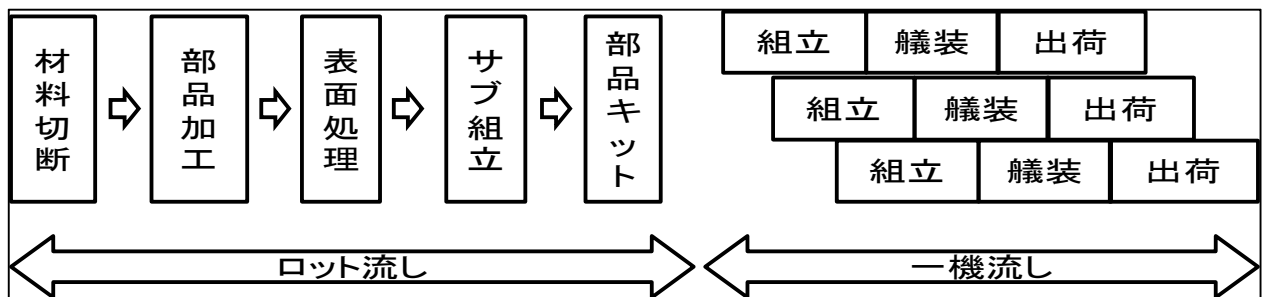 材料切断
部品加工
表面処理
サブ組立
部品キット
組立 艤装 出荷
組立 艤装 出荷
組立 艤装 出荷
ロット流し
一機流し